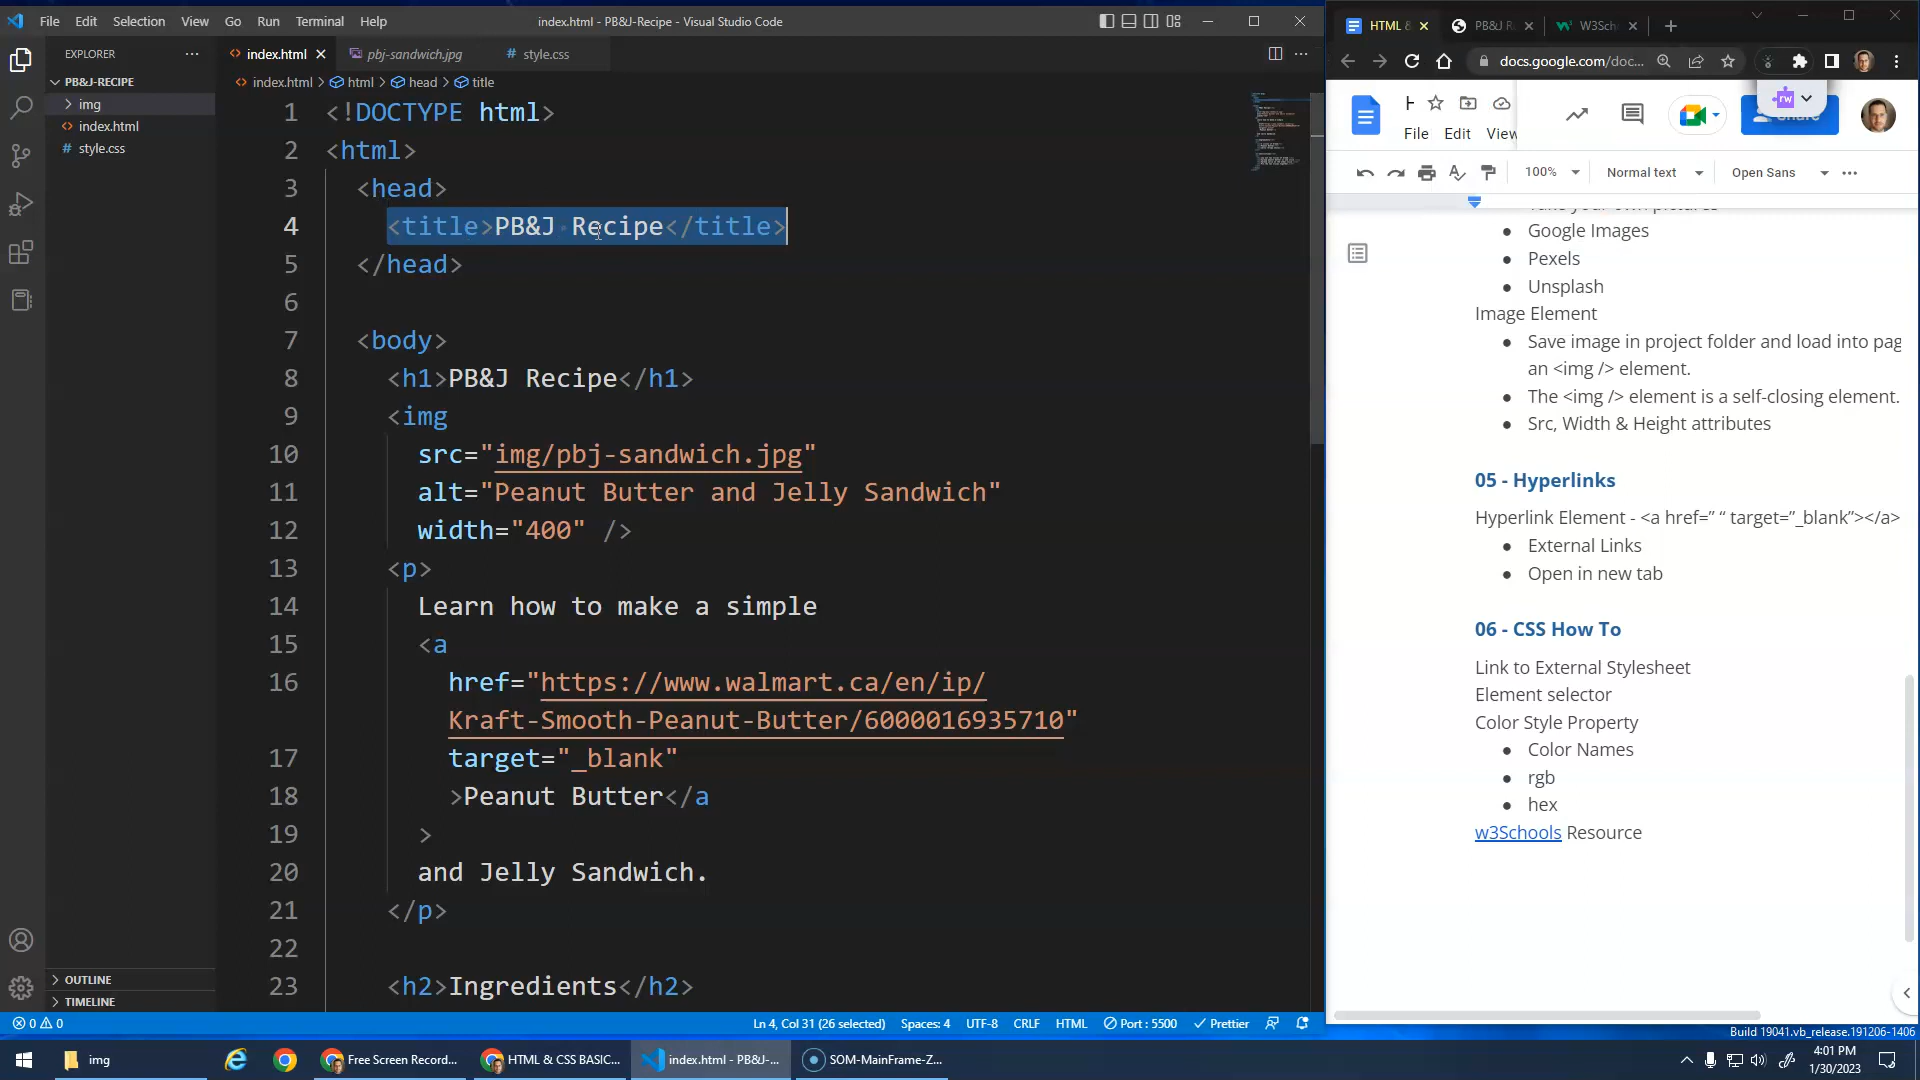 File Edit Selection View Go Run Terminal Help
index.html - PB&J-Recipe - Visual Studio Code
EXPLORER
PB&J-RECIPE
img
index.html
style.css
OUTLINE
TIMELINE
index.html
pbj-sandwich.jpg
style.css
index.html > html > head > title
1 <!DOCTYPE html>
2 <html>
3 <head>
4 <title>PB&J Recipe</title>
5 </head>
6
7 <body>
8 <h1>PB&J Recipe</h1>
9 <img
10 src="img/pbj-sandwich.jpg"
11 alt="Peanut Butter and Jelly Sandwich"
12 width="400" />
13 <p>
14 Learn how to make a simple
15 <a
16 href="https://www.walmart.ca/en/ip/
Kraft-Smooth-Peanut-Butter/6000016935710"
17 target="_blank"
18 >Peanut Butter</a
19 >
20 and Jelly Sandwich.
21 </p>
22
23 <h2>Ingredients</h2>
0 0 Ln 4, Col 31 (26 selected) Spaces: 4 UTF-8 CRLF HTML Port : 5500 Prettier
HTML &
PB&J R
W3Sch
docs.google.com/doc...
File Edit View
rw
100% Normal text Open Sans
Google Images
Pexels
Unsplash
Image Element
Save image in project folder and load into pag
an <img /> element.
The <img /> element is a self-closing element.
Src, Width & Height attributes
05 - Hyperlinks
Hyperlink Element - <a href=” “ target=”_blank”></a>
External Links
Open in new tab
06 - CSS How To
Link to External Stylesheet
Element selector
Color Style Property
Color Names
rgb
hex
w3Schools Resource
Build 19041.vb_release.191206-1406
img
Free Screen Record...
HTML & CSS BASIC...
index.html - PB&J-...
SOM-MainFrame-Z...
4:01 PM
1/30/2023